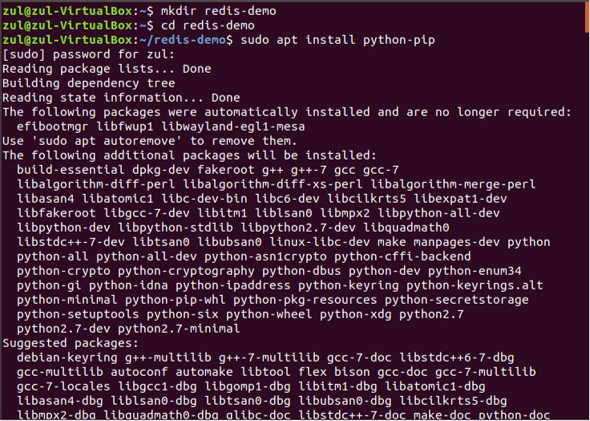 zul@zul-VirtualBox:~$ mkdir redis-demo
zul@zul-VirtualBox:~$ cd redis-demo
zul@zul-VirtualBox:~/redis-demo$ sudo apt install python-pip
[sudo] password for zul:
Reading package lists... Done
Building dependency tree
Reading state information... Done
The following packages were automatically installed and are no longer required:
  efibootmgr libfwup1 libwayland-egl1-mesa
Use 'sudo apt autoremove' to remove them.
The following additional packages will be installed:
  build-essential dpkg-dev fakeroot g++ g++-7 gcc gcc-7
  libalgorithm-diff-perl libalgorithm-diff-xs-perl libalgorithm-merge-perl
  libasan4 libatomic1 libc-dev-bin libc6-dev libcilkrts5 libexpat1-dev
  libfakeroot libgcc-7-dev libitm1 liblsan0 libmpx2 libpython-all-dev
  libpython-dev libpython-stdlib libpython2.7-dev libquadmath0
  libstdc++-7-dev libtsan0 libubsan0 linux-libc-dev make manpages-dev python
  python-all python-all-dev python-asn1crypto python-cffi-backend
  python-crypto python-cryptography python-dbus python-dev python-enum34
  python-gi python-idna python-ipaddress python-keyring python-keyrings.alt
  python-minimal python-pip-whl python-pkg-resources python-secretstorage
  python-setuptools python-six python-wheel python-xdg python2.7
  python2.7-dev python2.7-minimal
Suggested packages:
  debian-keyring g++-multilib g++-7-multilib gcc-7-doc libstdc++6-7-dbg
  gcc-multilib autoconf automake libtool flex bison gcc-doc gcc-7-multilib
  gcc-7-locales libgcc1-dbg libgomp1-dbg libitm1-dbg libatomic1-dbg
  libasan4-dbg liblsan0-dbg libtsan0-dbg libubsan0-dbg libcilkrts5-dbg
  libmpx2-dbg libquadmath0-dbg glibc-doc libstdc++-7-doc make-doc python-doc